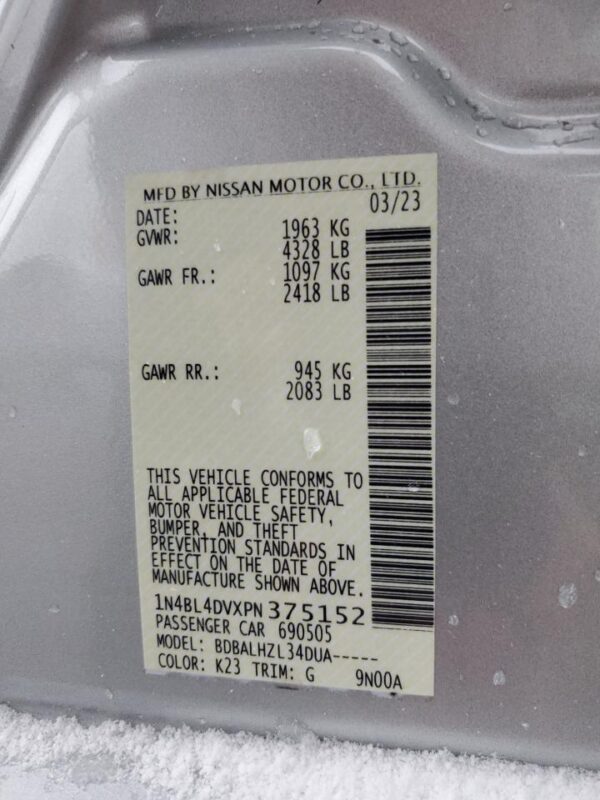 MFD BY NISSAN MOTOR CO., LTD.
DATE: 03/23
GVWR: 1963 KG
4328 LB
GAWR FR.: 1097 KG
2418 LB
GAWR RR.: 945 KG
2083 LB
THIS VEHICLE CONFORMS TO
ALL APPLICABLE FEDERAL
MOTOR VEHICLE SAFETY,
BUMPER, AND THEFT
PREVENTION STANDARDS IN
EFFECT ON THE DATE OF
MANUFACTURE SHOWN ABOVE.
1N4BL4DVXPN375152
PASSENGER CAR 690505
MODEL: BDBALHZL34DUA-----
COLOR: K23 TRIM: G 9N00A